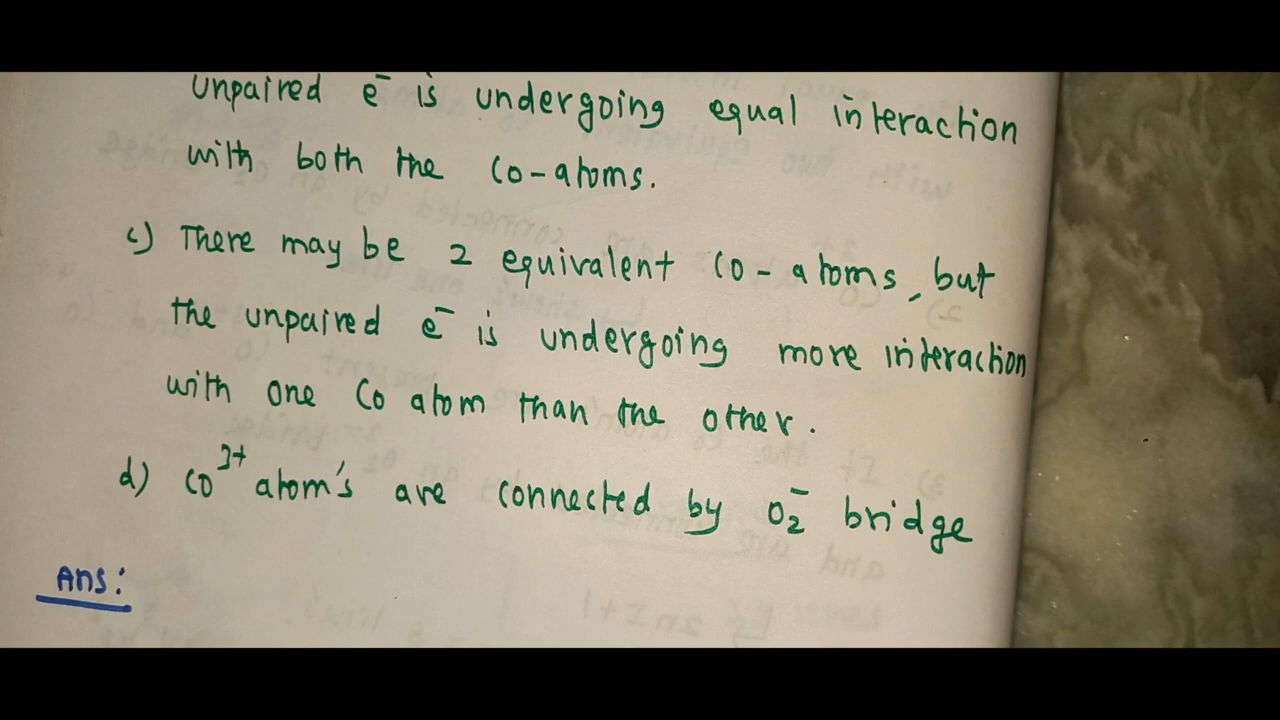 unpaired e⁻ is undergoing equal interaction
with both the Co-atoms.
c) There may be 2 equivalent Co-atoms, but
the unpaired e⁻ is undergoing more interaction
with one Co atom than the other.
d) Co³⁺ atom's are connected by O₂⁻ bridge
Ans: